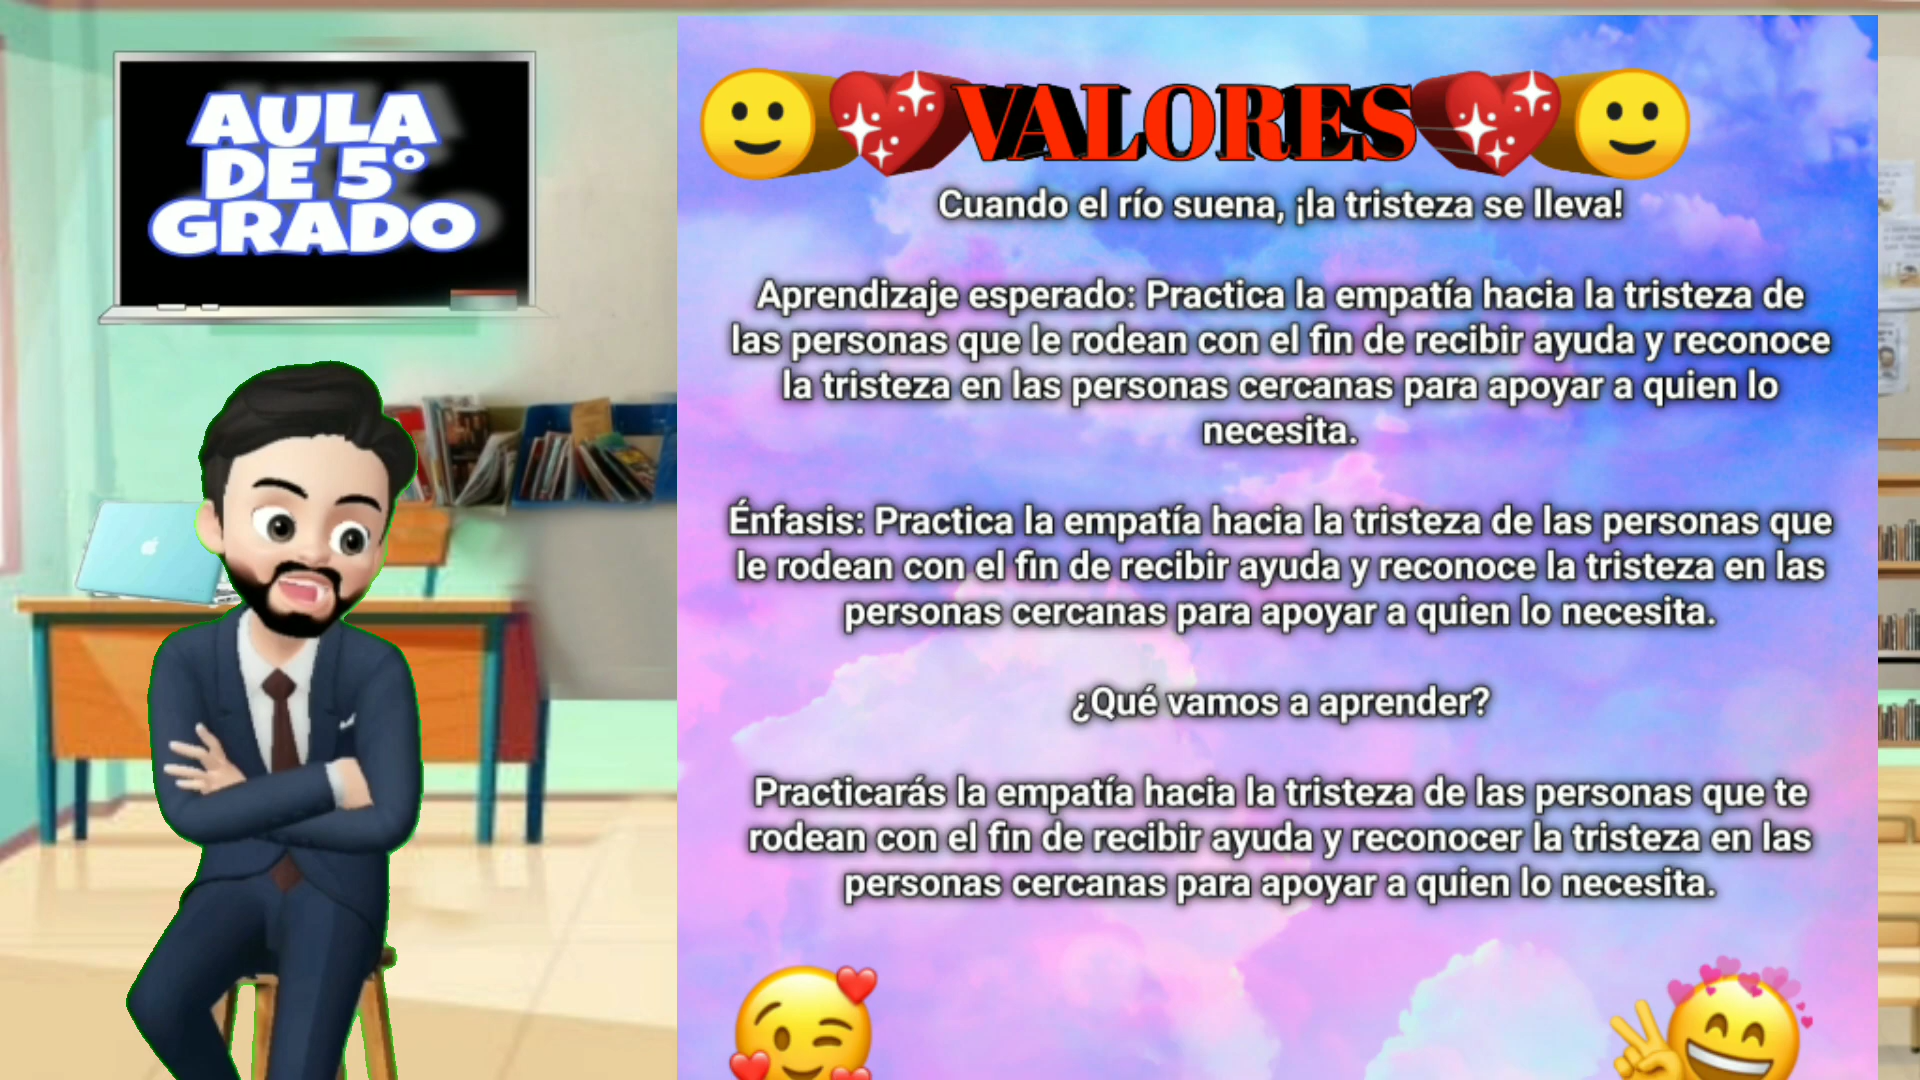 AULA
DE 5º
GRADO
VALORES
Cuando el río suena, ¡la tristeza se lleva!
Aprendizaje esperado: Practica la empatía hacia la tristeza de
las personas que le rodean con el fin de recibir ayuda y reconoce
la tristeza en las personas cercanas para apoyar a quien lo
necesita.
Énfasis: Practica la empatía hacia la tristeza de las personas que
le rodean con el fin de recibir ayuda y reconoce la tristeza en las
personas cercanas para apoyar a quien lo necesita.
¿Qué vamos a aprender?
Practicarás la empatía hacia la tristeza de las personas que te
rodean con el fin de recibir ayuda y reconocer la tristeza en las
personas cercanas para apoyar a quien lo necesita.